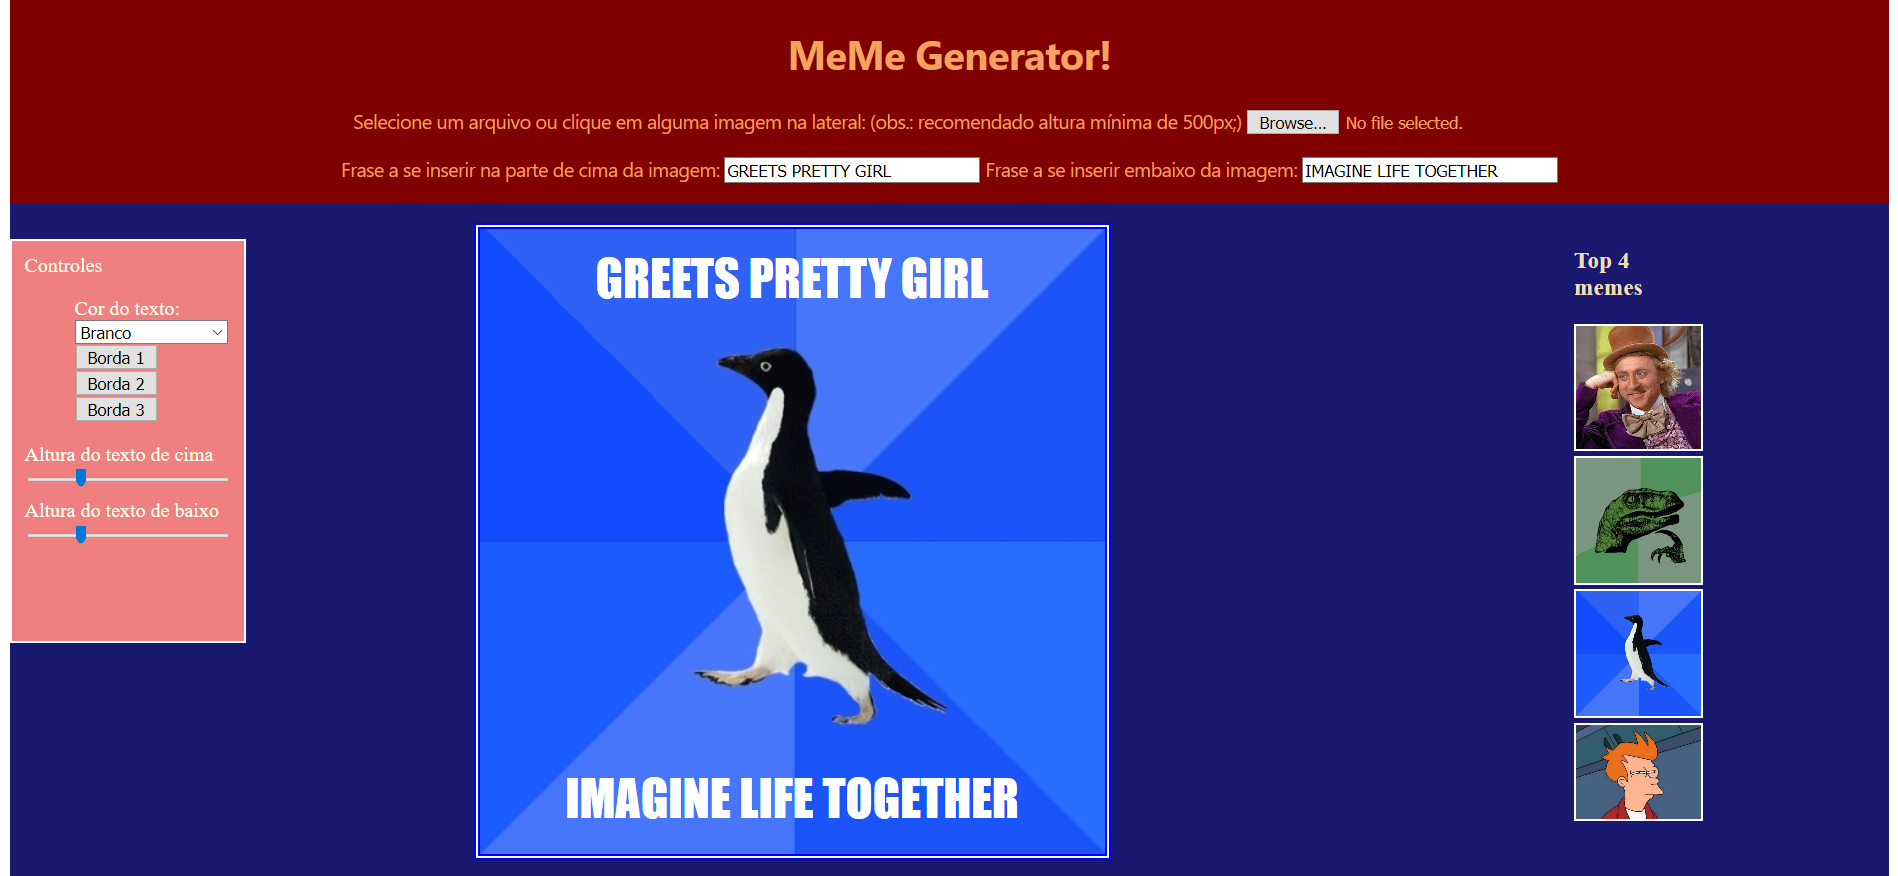 MeMe Generator!
Selecione um arquivo ou clique em alguma imagem na lateral: (obs.: recomendado altura mínima de 500px;) Browse... No file selected.
Frase a se inserir na parte de cima da imagem: GREETS PRETTY GIRL Frase a se inserir embaixo da imagem: IMAGINE LIFE TOGETHER
Controles
Cor do texto:
Branco
Borda 1
Borda 2
Borda 3
Altura do texto de cima
Altura do texto de baixo
GREETS PRETTY GIRL
IMAGINE LIFE TOGETHER
Top 4
memes